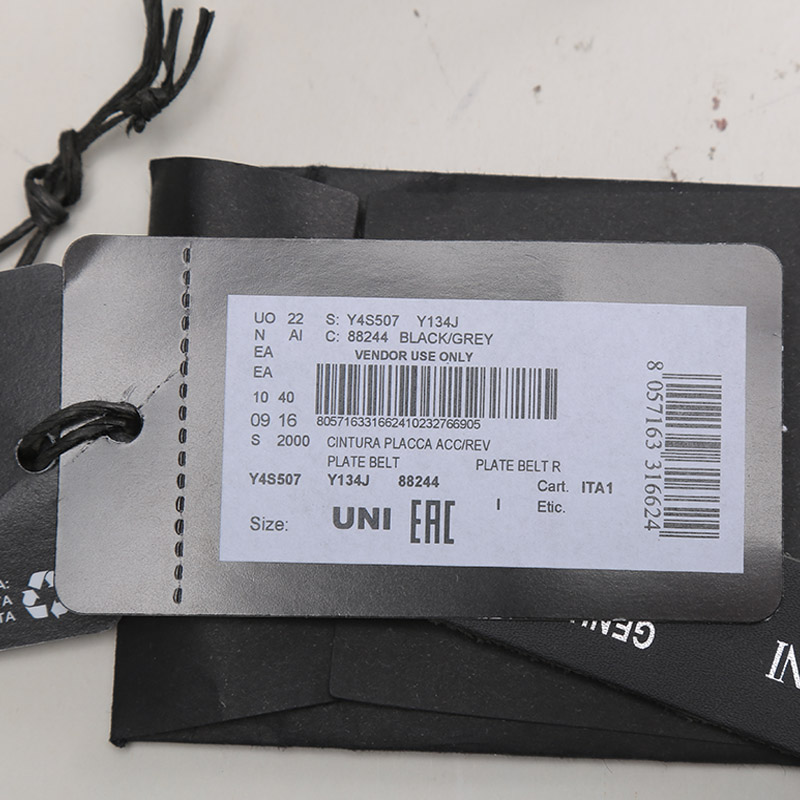 UO 22 S: Y4S507 Y134J
N AI C: 88244 BLACK/GREY
EA VENDOR USE ONLY
EA
10 40
09 16 805716331662410232766905
S 2000 CINTURA PLACCA ACC/REV
PLATE BELT PLATE BELT R
Y4S507 Y134J 88244 Cart. ITA1
Size: UNI EAC I Etic.
8 057163 316624